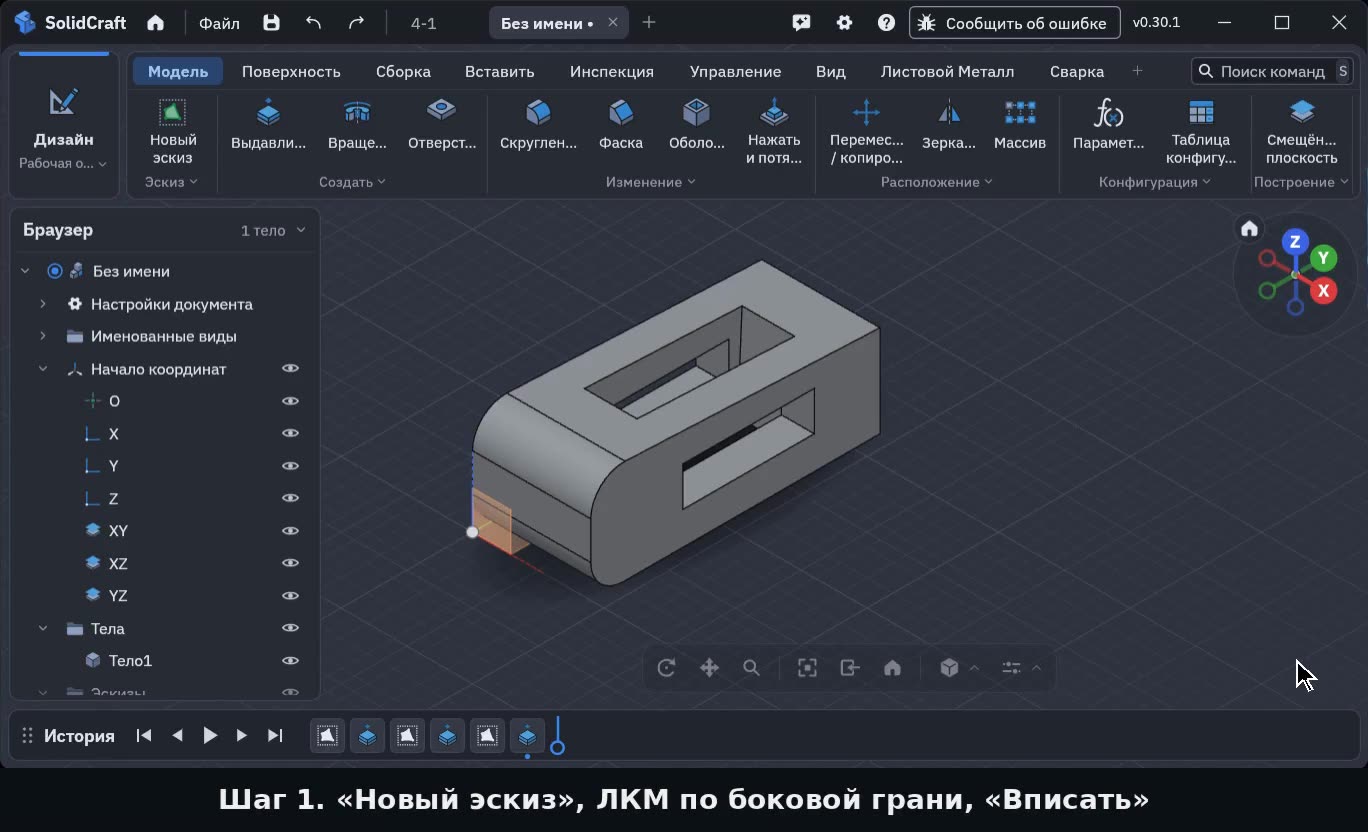 SolidCraft
Файл
4-1
Без имени •
Сообщить об ошибке
v0.30.1
Дизайн
Рабочая о...
Модель
Поверхность
Сборка
Вставить
Инспекция
Управление
Вид
Листовой Металл
Сварка
Поиск команд
S
Новый
эскиз
Эскиз
Выдавли...
Враще...
Отверст...
Создать
Скруглен...
Фаска
Оболо...
Нажать
и потя...
Изменение
Перемес...
/ копиро...
Зерка...
Массив
Расположение
Парамет...
Таблица
конфигу...
Конфигурация
Смещён...
плоскость
Построение
Браузер
1 тело
Без имени
Настройки документа
Именованные виды
Начало координат
O
X
Y
Z
XY
XZ
YZ
Тела
Тело1
Эскизы
Z
Y
X
История
Шаг 1. «Новый эскиз», ЛКМ по боковой грани, «Вписать»